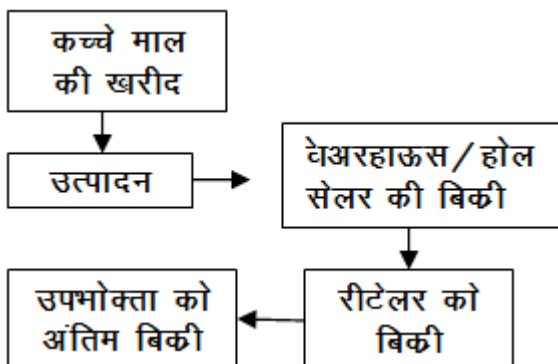 कच्चे माल
की खरीद
उत्पादन
वेअरहाऊस/होल
सेलर की बिक्री
रीटेलर को
बिक्री
उपभोक्ता को
अंतिम बिक्री